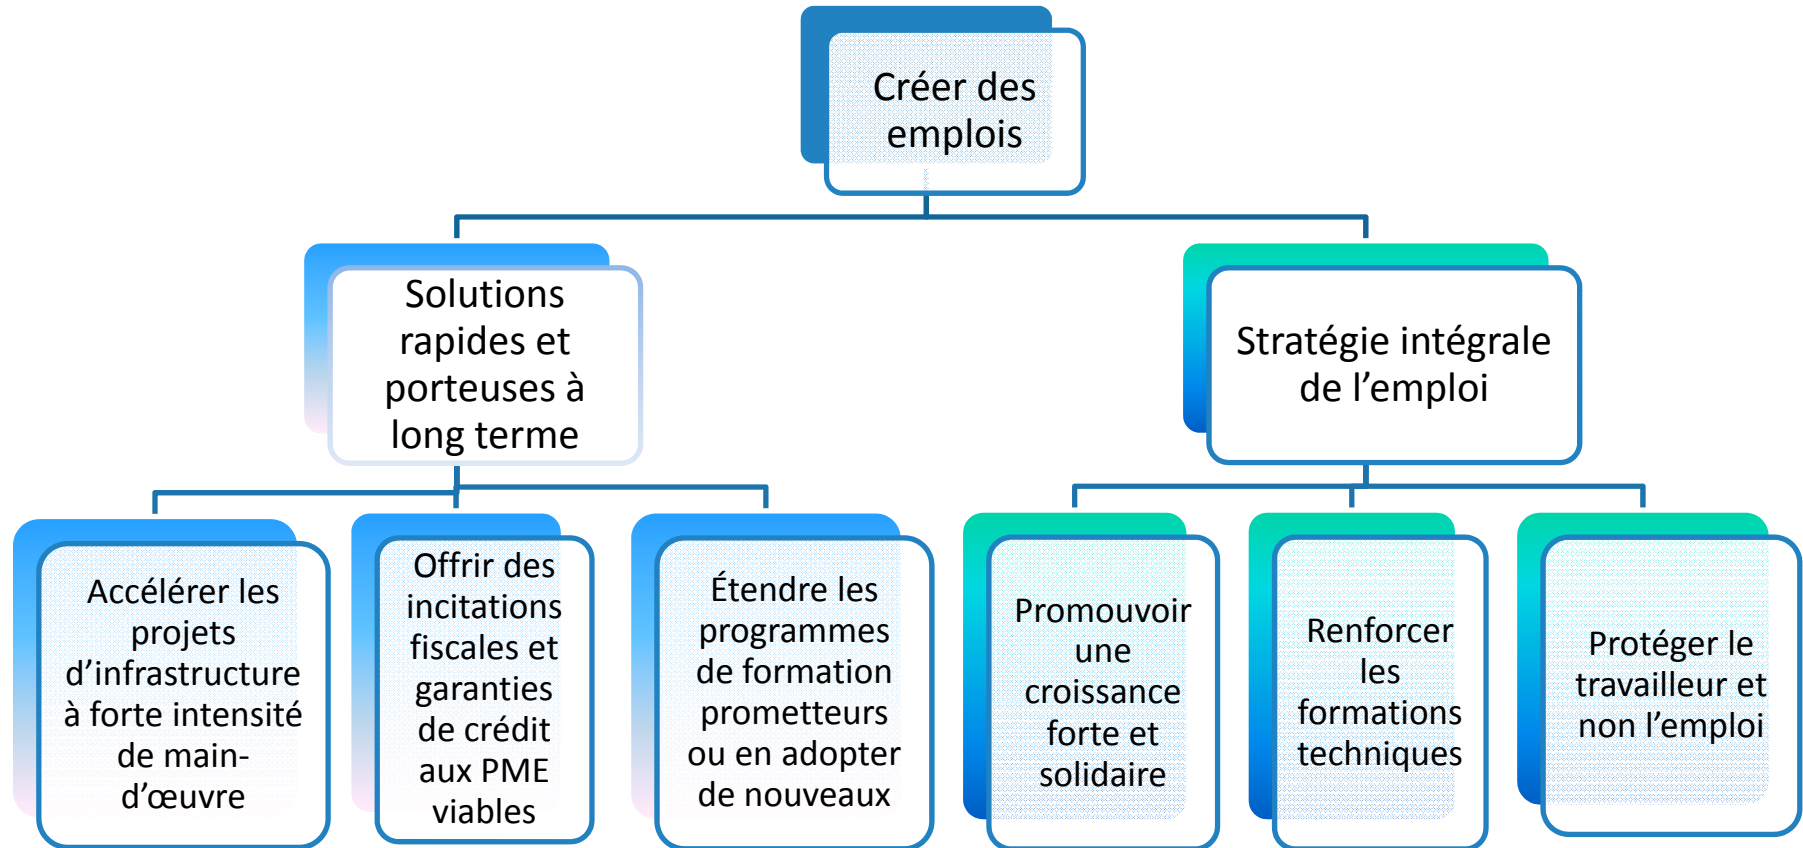 Créer des
emplois
Solutions
rapides et
porteuses à
long terme
Stratégie intégrale
de l’emploi
Accélérer les
projets
d’infrastructure
à forte intensité
de main-
d’œuvre
Offrir des
incitations
fiscales et
garanties
de crédit
aux PME
viables
Étendre les
programmes
de formation
prometteurs
ou en adopter
de nouveaux
Promouvoir
une
croissance
forte et
solidaire
Renforcer
les
formations
techniques
Protéger le
travailleur et
non l’emploi